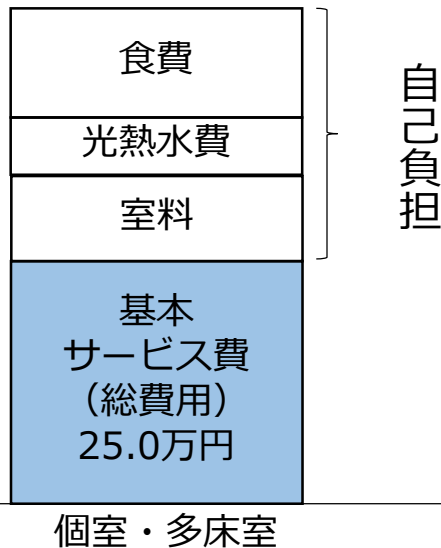 食費
光熱水費
室料
自己負担
基本
サービス費
（総費用）
25.0万円
個室・多床室